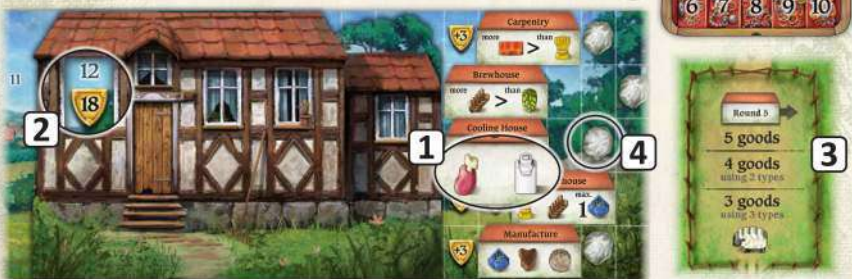 6 7 8 9 10
+3
Carpentry
more > than
Brewhouse
more > than
11
12
18
2
Cooling House
1
4
house
max.
1
+3
Manufacture
Round 5
5 goods
4 goods
using 2 types
3 goods
using 3 types
3